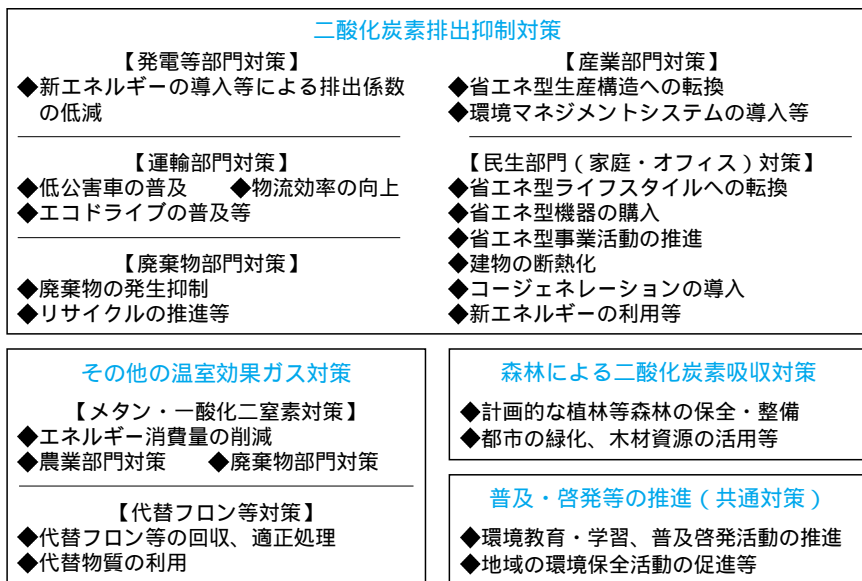 二酸化炭素排出抑制対策
【発電等部門対策】
◆新エネルギーの導入等による排出係数
の低減
【運輸部門対策】
◆低公害車の普及　◆物流効率の向上
◆エコドライブの普及等
【廃棄物部門対策】
◆廃棄物の発生抑制
◆リサイクルの推進等
【産業部門対策】
◆省エネ型生産構造への転換
◆環境マネジメントシステムの導入等
【民生部門（家庭・オフィス）対策】
◆省エネ型ライフスタイルへの転換
◆省エネ型機器の購入
◆省エネ型事業活動の推進
◆建物の断熱化
◆コージェネレーションの導入
◆新エネルギーの利用等
その他の温室効果ガス対策
【メタン・一酸化二窒素対策】
◆エネルギー消費量の削減
◆農業部門対策　◆廃棄物部門対策
【代替フロン等対策】
◆代替フロン等の回収、適正処理
◆代替物質の利用
森林による二酸化炭素吸収対策
◆計画的な植林等森林の保全・整備
◆都市の緑化、木材資源の活用等
普及・啓発等の推進（共通対策）
◆環境教育・学習、普及啓発活動の推進
◆地域の環境保全活動の促進等